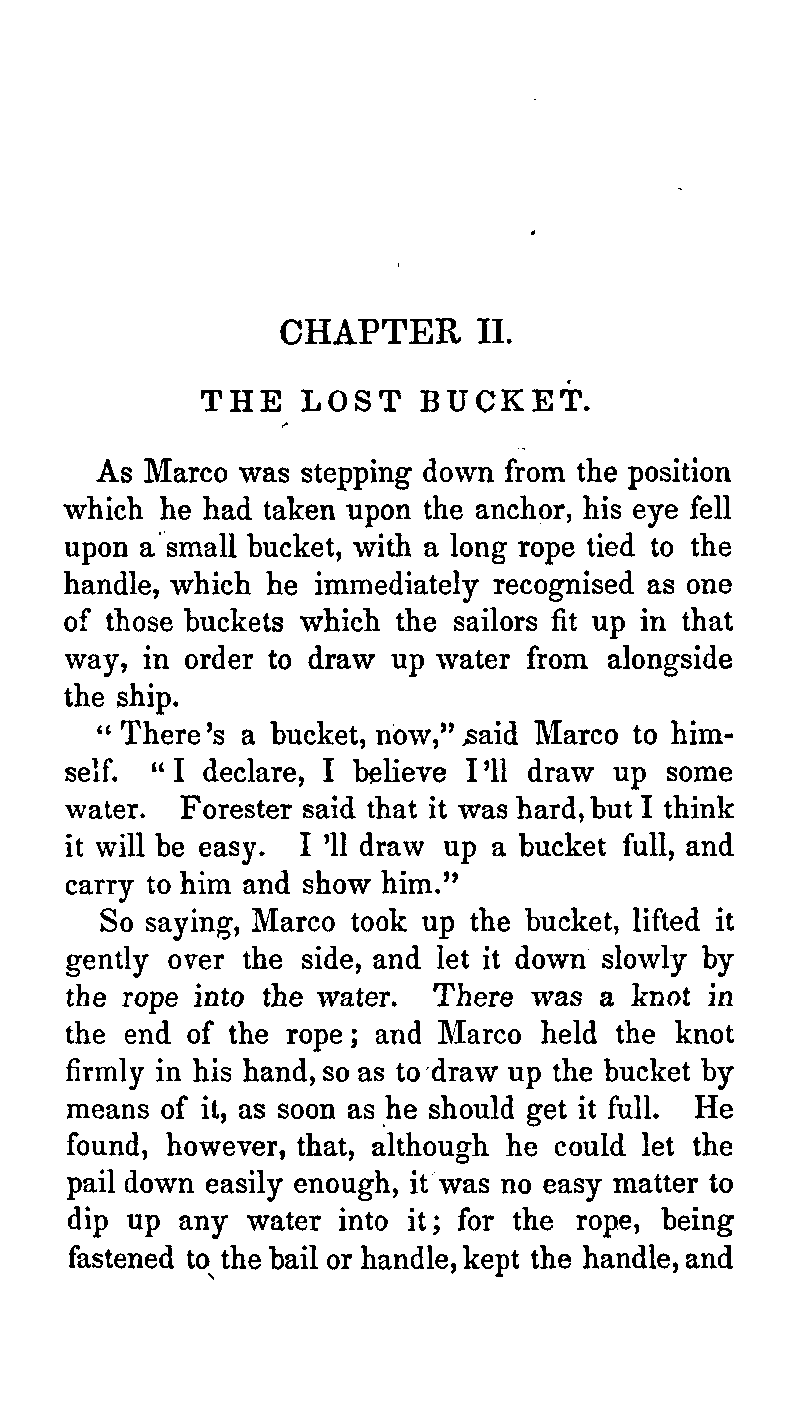 CHAPTER II.
THE LOST BUCKET.
As Marco was stepping down from the position
which he had taken upon the anchor, his eye fell
upon a small bucket, with a long rope tied to the
handle, which he immediately recognised as one
of those buckets which the sailors fit up in that
way, in order to draw up water from alongside
the ship.
“There's a bucket, now,” said Marco to him-
self. “I declare, I believe I'll draw up some
water. Forester said that it was hard, but I think
it will be easy. I'll draw up a bucket full, and
carry to him and show him.”
So saying, Marco took up the bucket, lifted it
gently over the side, and let it down slowly by
the rope into the water. There was a knot in
the end of the rope; and Marco held the knot
firmly in his hand, so as to draw up the bucket by
means of it, as soon as he should get it full. He
found, however, that, although he could let the
pail down easily enough, it was no easy matter to
dip up any water into it; for the rope, being
fastened to the bail or handle, kept the handle, and